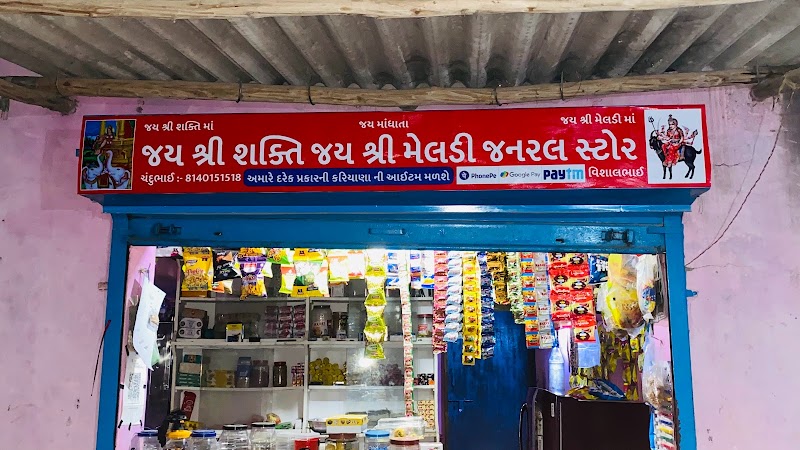 જય શ્રી શક્તિ માં જય માંધાતા જય શ્રી મેલડી માં
જય શ્રી શક્તિ જય શ્રી મેલડી જનરલ સ્ટોર
ચંદુભાઈ :- 8140151518 અમારે દરેક પ્રકારની કરિયાણા ની આઈટમ મળશે PhonePe Google Pay Paytm વિશાલભાઈ